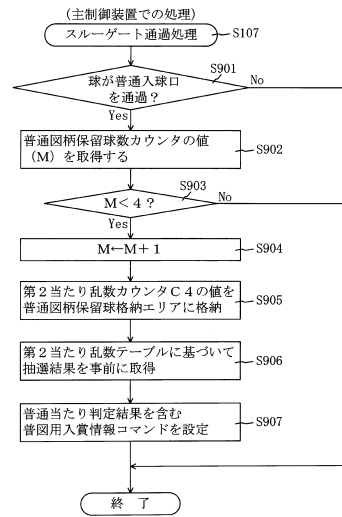 (主制御装置での処理)
スルーゲート通過処理
S107
球が普通入球口
を通過?
S901
No
Yes
普通図柄保留球数カウンタの値
(M)を取得する
S902
M<4?
S903
No
Yes
M←M+1
S904
第2当たり乱数カウンタC4の値を
普通図柄保留球格納エリアに格納
S905
第2当たり乱数テーブルに基づいて
抽選結果を事前に取得
S906
普通当たり判定結果を含む
普図用入賞情報コマンドを設定
S907
終 了